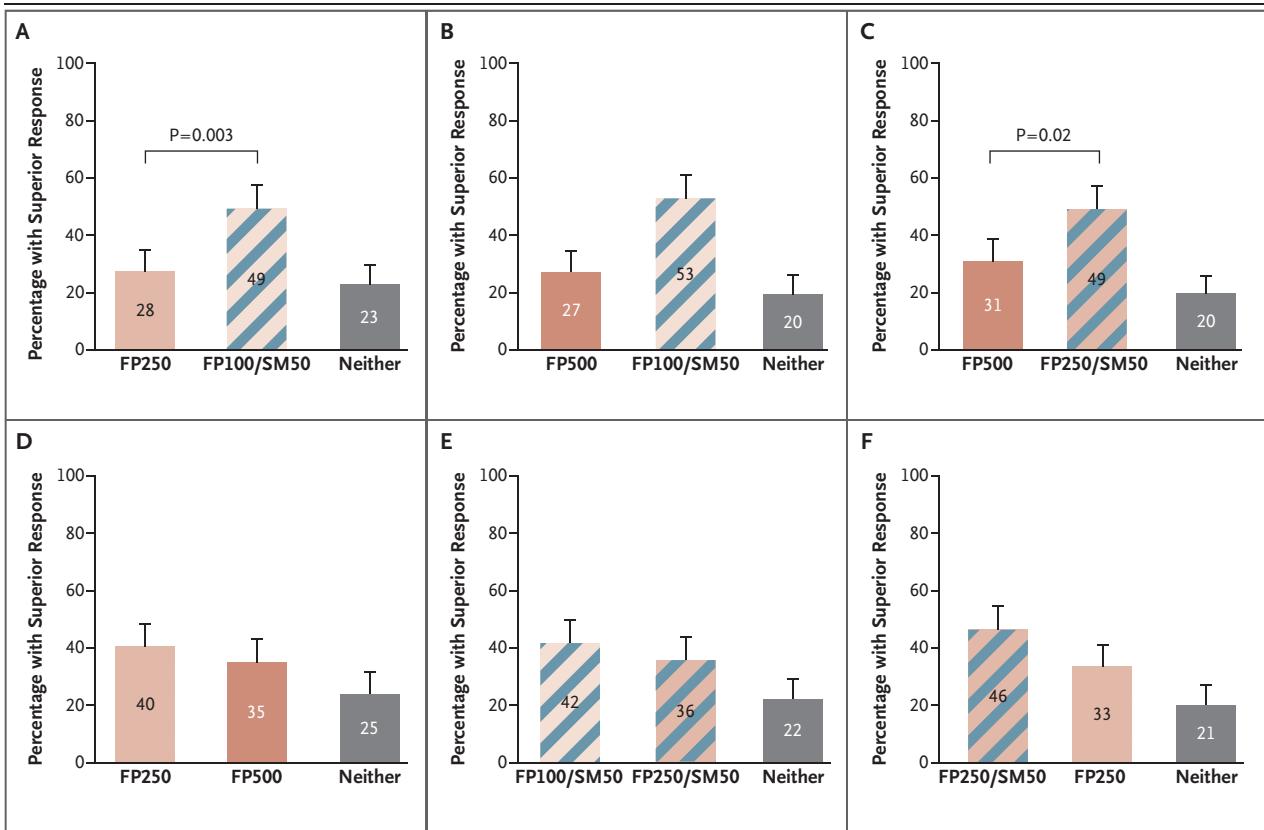 A
Percentage with Superior Response
100
80
60
40
20
0
P=0.003
28
49
23
FP250 FP100/SM50 Neither
B
Percentage with Superior Response
100
80
60
40
20
0
27
53
20
FP500 FP100/SM50 Neither
C
Percentage with Superior Response
100
80
60
40
20
0
P=0.02
31
49
20
FP500 FP250/SM50 Neither
D
Percentage with Superior Response
100
80
60
40
20
0
40
35
25
FP250 FP500 Neither
E
Percentage with Superior Response
100
80
60
40
20
0
42
36
22
FP100/SM50 FP250/SM50 Neither
F
Percentage with Superior Response
100
80
60
40
20
0
46
33
21
FP250/SM50 FP250 Neither